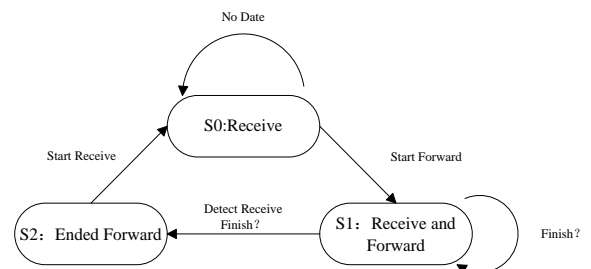 No Date
S0:Receive
Start Receive
Start Forward
S2：Ended Forward
Detect Receive
Finish？
S1：Receive and
Forward
Finish？